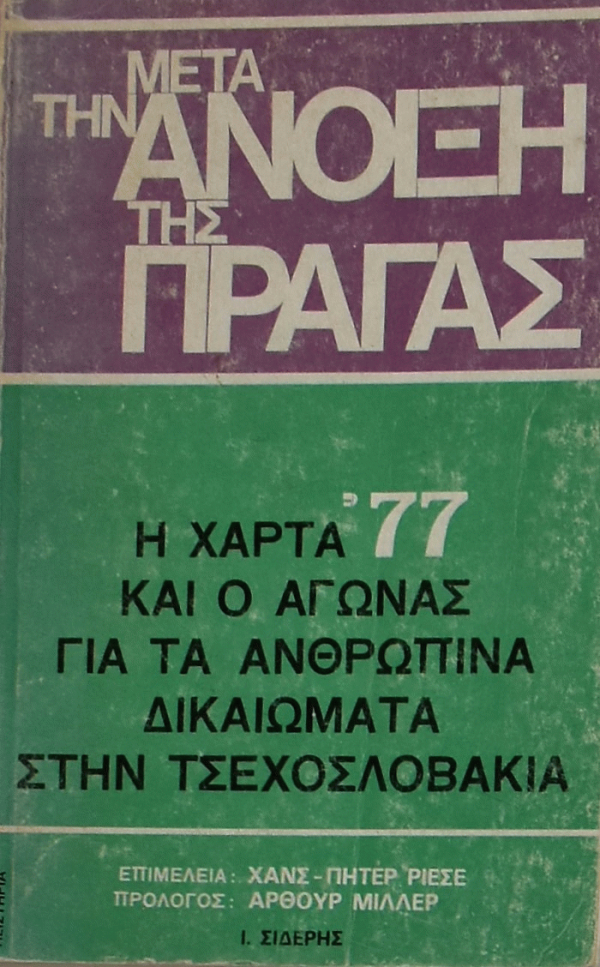 ΜΕΤΑ
ΤΗΝ ΑΝΟΙΞΗ
ΤΗΣ
ΠΡΑΓΑΣ
Η ΧΑΡΤΑ '77
ΚΑΙ Ο ΑΓΩΝΑΣ
ΓΙΑ ΤΑ ΑΝΘΡΩΠΙΝΑ
ΔΙΚΑΙΩΜΑΤΑ
ΣΤΗΝ ΤΣΕΧΟΣΛΟΒΑΚΙΑ
ΕΠΙΜΕΛΕΙΑ: ΧΑΝΣ-ΠΗΤΕΡ ΡΙΕΣΕ
ΠΡΟΛΟΓΟΣ: ΑΡΘΟΥΡ ΜΙΛΛΕΡ
Ι. ΣΙΔΕΡΗΣ